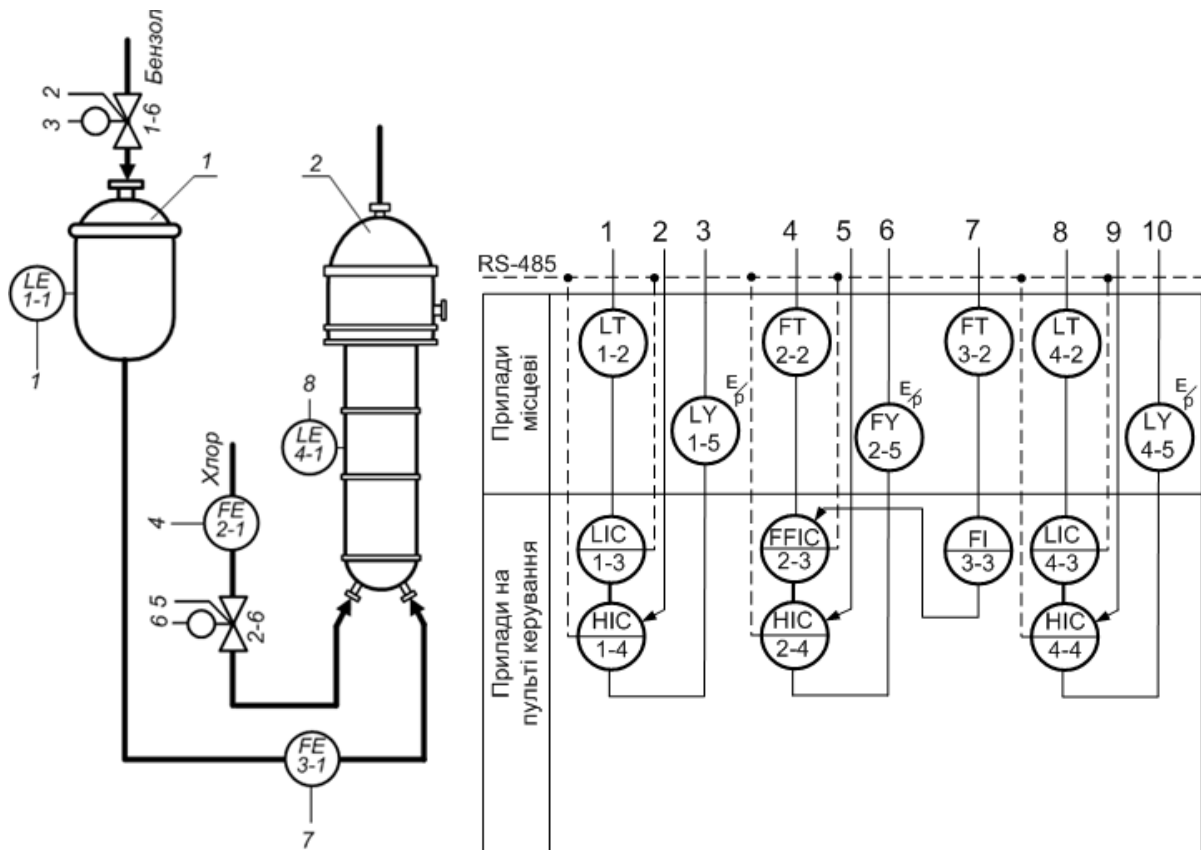 Бензол
2
3
1-6
1
2
LE
1-1
1
8
LE
4-1
Хлор
FE
2-1
4
5
6
2-6
FE
3-1
7
1 2 3 4 5 6 7 8 9 10
RS-485
Прилади
місцеві
LT
1-2
FT
2-2
FT
3-2
LT
4-2
E/p
LY
1-5
E/p
FY
2-5
E/p
LY
4-5
Прилади на
пульті керування
LIC
1-3
FFIC
2-3
FI
3-3
LIC
4-3
HIC
1-4
HIC
2-4
HIC
4-4